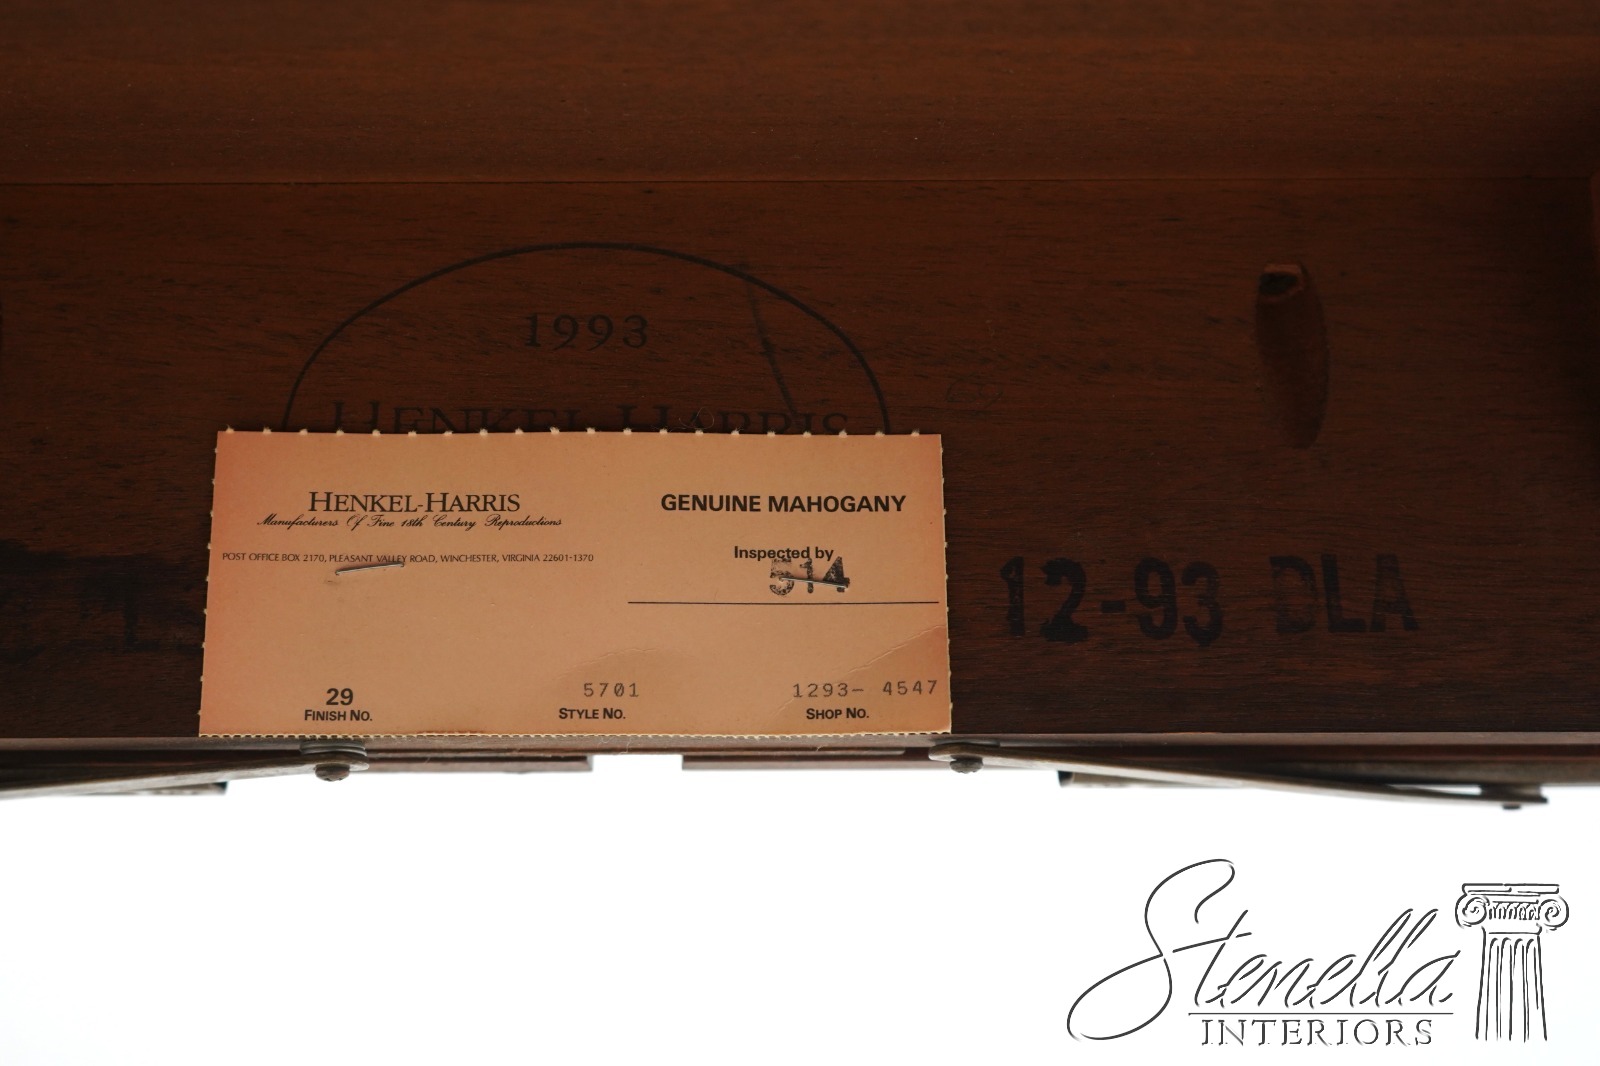 1993
HENKEL-HARRIS
HENKEL-HARRIS
Manufacturers Of Fine 18th Century Reproductions
POST OFFICE BOX 2170, PLEASANT VALLEY ROAD, WINCHESTER, VIRGINIA 22601-1370
GENUINE MAHOGANY
Inspected by
514
12-93 DLA
29
FINISH NO.
5701
STYLE NO.
1293- 4547
SHOP NO.
Stenella
INTERIORS